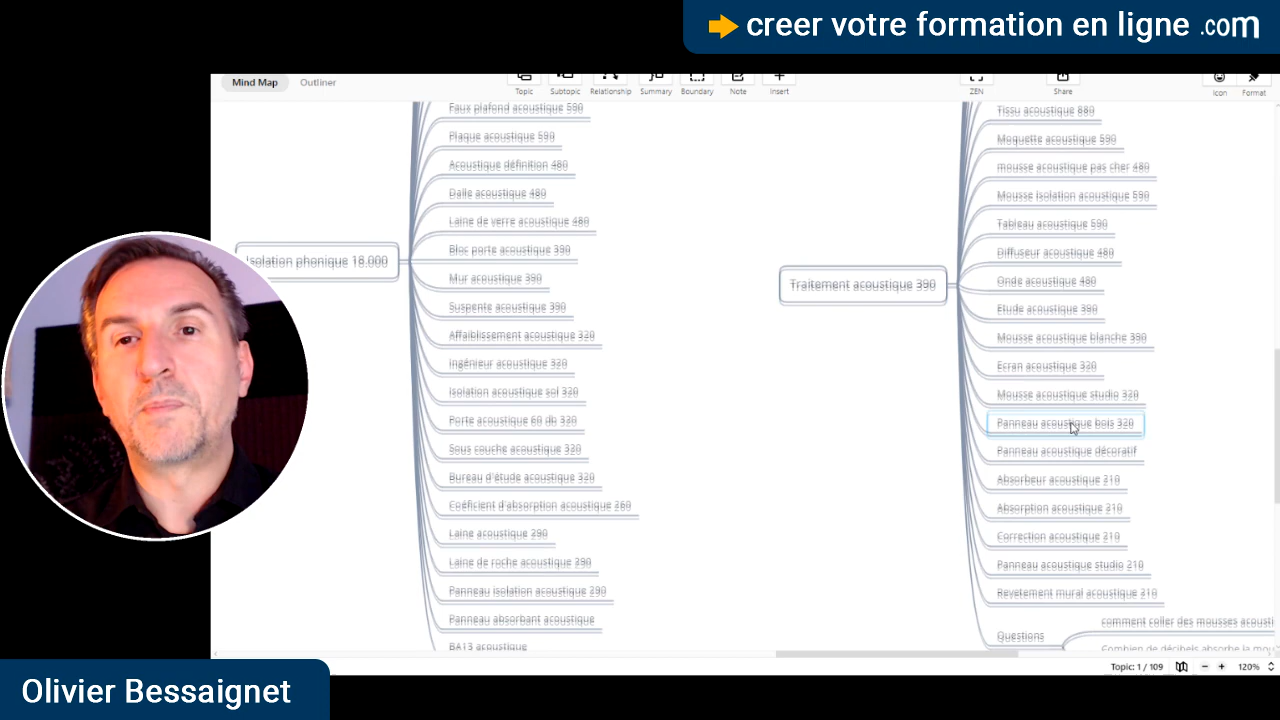 creer votre formation en ligne .com
Mind Map
Outliner
Topic
Subtopic
Relationship
Summary
Boundary
Note
Insert
ZEN
Share
Icon
Format
Faux plafond acoustique 590
Plaque acoustique 590
Acoustique définition 480
Dalle acoustique 480
Laine de verre acoustique 480
Bloc porte acoustique 390
Isolation phonique 18.000
Mur acoustique 390
Suspente acoustique 390
Affaiblissement acoustique 320
Ingénieur acoustique 320
Isolation acoustique sol 320
Porte acoustique 60 db 320
Sous couche acoustique 320
Bureau d'étude acoustique 320
Coéficient d'absorption acoustique 260
Laine acoustique 290
Laine de roche acoustique 290
Panneau isolation acoustique 290
Panneau absorbant acoustique
BA13 acoustique
Tissu acoustique 880
Moquette acoustique 590
mousse acoustique pas cher 480
Mousse isolation acoustique 590
Tableau acoustique 590
Diffuseur acoustique 480
Onde acoustique 480
Traitement acoustique 390
Etude acoustique 390
Mousse acoustique blanche 390
Ecran acoustique 320
Mousse acoustique studio 320
Panneau acoustique bois 320
Panneau acoustique décoratif
Absorbeur acoustique 210
Absorption acoustique 210
Correction acoustique 210
Panneau acoustique studio 210
Revetement mural acoustique 210
Questions
comment coller des mousses acousti
Combien de décibels absorbe la mou
Topic: 1 / 109
120%
Olivier Bessaignet